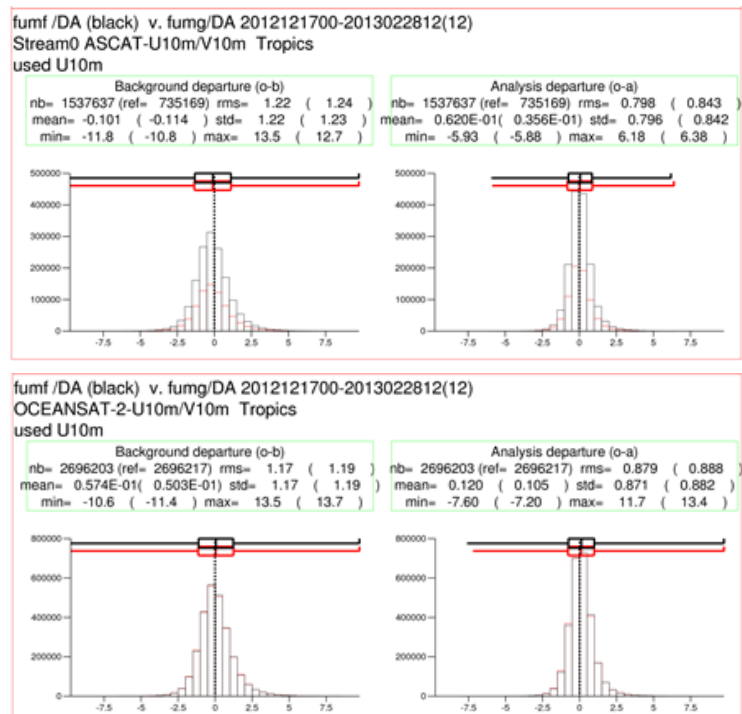 fumf /DA (black) v. fumg/DA 2012121700-2013022812(12)
Stream0 ASCAT-U10m/V10m Tropics
used U10m
Background departure (o-b)
nb= 1537637 (ref= 735169) rms= 1.22 ( 1.24 )
mean= -0.101 ( -0.114 ) std= 1.22 ( 1.23 )
min= -11.8 ( -10.8 ) max= 13.5 ( 12.7 )
Analysis departure (o-a)
nb= 1537637 (ref= 735169) rms= 0.798 ( 0.843 )
mean= 0.620E-01( 0.356E-01) std= 0.796 ( 0.842 )
min= -5.93 ( -5.88 ) max= 6.18 ( 6.38 )
500000
400000
300000
200000
100000
0
-7.5 -5 -2.5 0 2.5 5 7.5
500000
400000
300000
200000
100000
0
-7.5 -5 -2.5 0 2.5 5 7.5
fumf /DA (black) v. fumg/DA 2012121700-2013022812(12)
OCEANSAT-2-U10m/V10m Tropics
used U10m
Background departure (o-b)
nb= 2696203 (ref= 2696217) rms= 1.17 ( 1.19 )
mean= 0.574E-01( 0.503E-01) std= 1.17 ( 1.19 )
min= -10.6 ( -11.4 ) max= 13.5 ( 13.7 )
Analysis departure (o-a)
nb= 2696203 (ref= 2696217) rms= 0.879 ( 0.888 )
mean= 0.120 ( 0.105 ) std= 0.871 ( 0.882 )
min= -7.60 ( -7.20 ) max= 11.7 ( 13.4 )
800000
600000
400000
200000
0
-7.5 -5 -2.5 0 2.5 5 7.5
800000
600000
400000
200000
0
-7.5 -5 -2.5 0 2.5 5 7.5